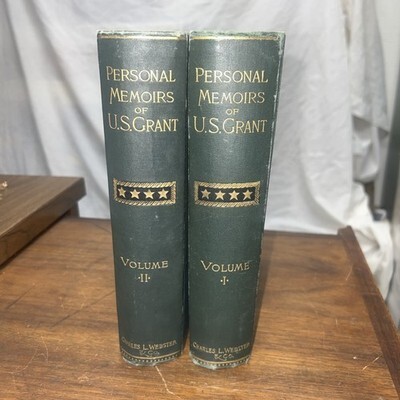 PERSONAL
MEMOIRS
OF
U.S. GRANT
VOLUME
·II·
CHARLES L. WEBSTER
& CO.
PERSONAL
MEMOIRS
OF
U.S. GRANT
VOLUME
·I·
CHARLES L. WEBSTER
& CO.